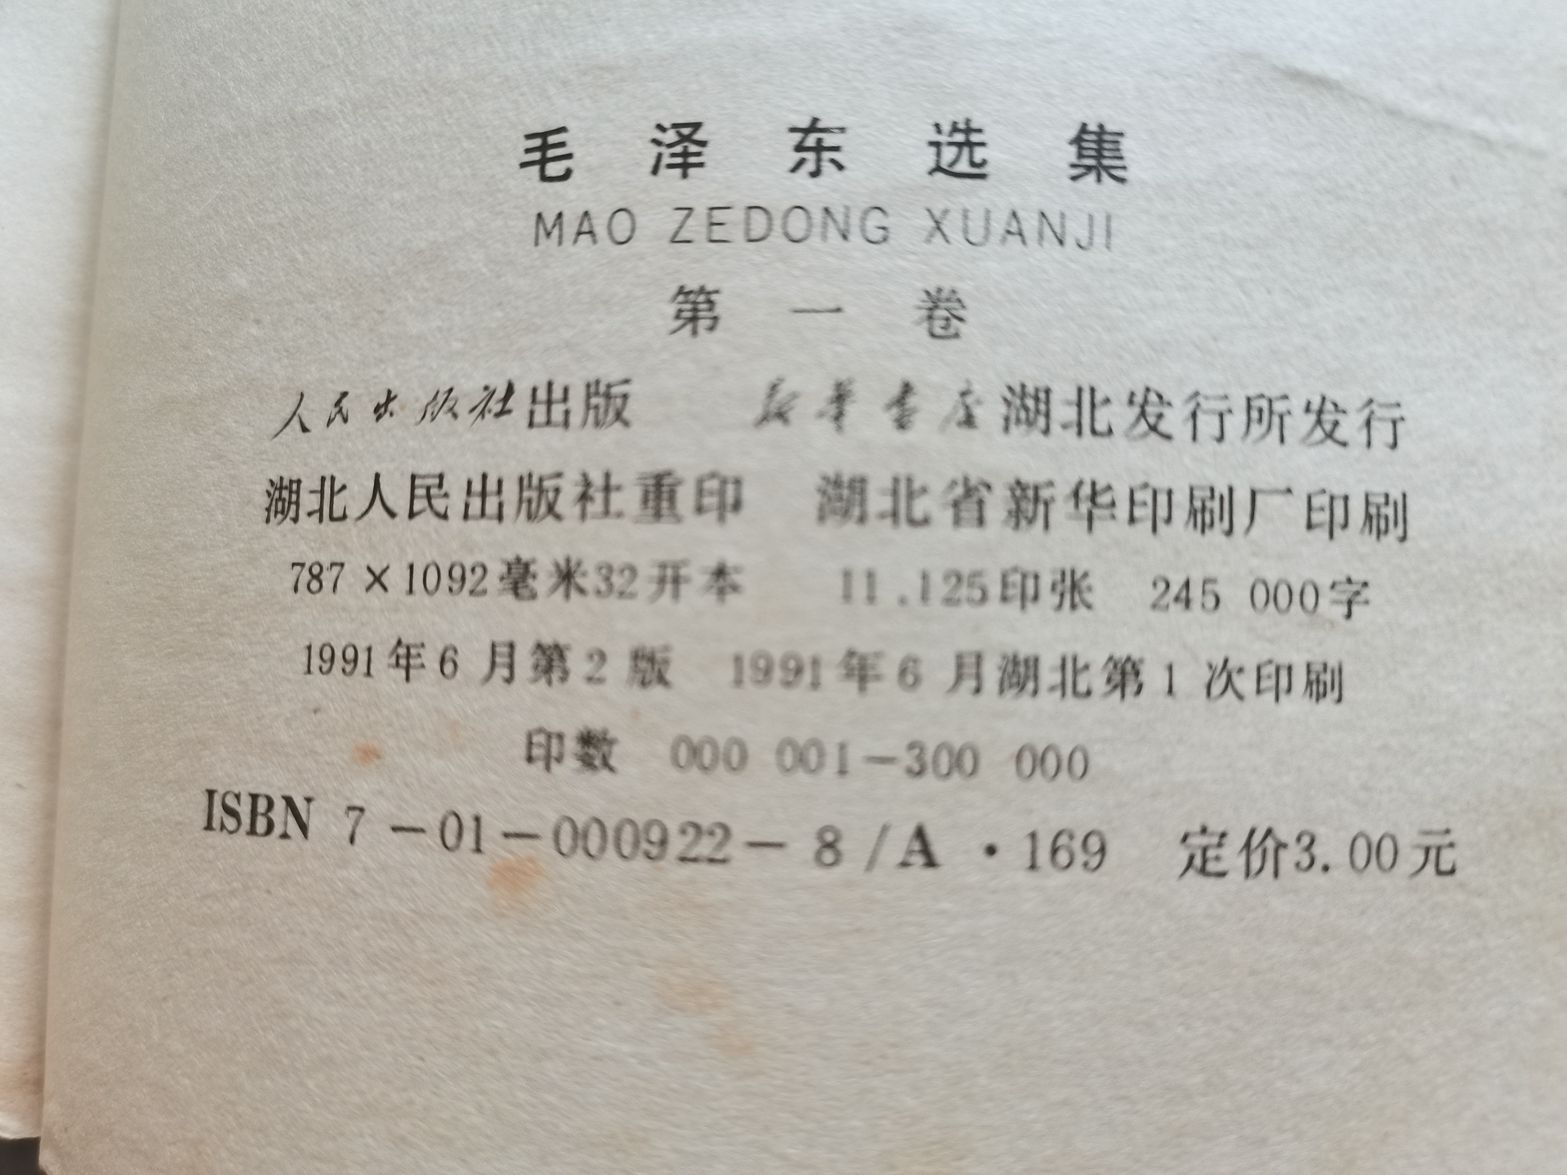 毛泽东选集
MAO ZEDONG XUANJI
第一卷
人民出版社出版 新华书店湖北发行所发行
湖北人民出版社重印 湖北省新华印刷厂印刷
787×1092毫米32开本 11.125印张 245 000字
1991年6月第2版 1991年6月湖北第1次印刷
印数 000 001—300 000
ISBN 7—01—000922—8/A·169 定价3.00元